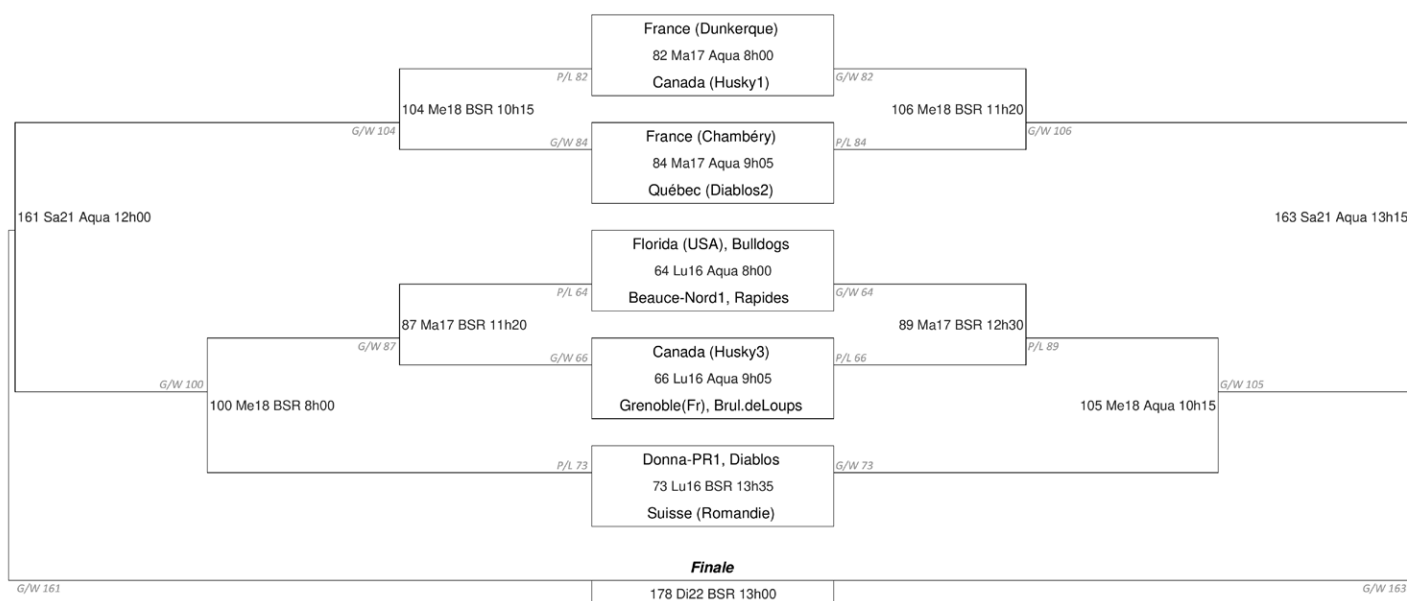 France (Dunkerque)
82 Ma17 Aqua 8h00
P/L 82
G/W 82
Canada (Husky1)
104 Me18 BSR 10h15
106 Me18 BSR 11h20
G/W 104
G/W 106
France (Chambéry)
G/W 84
P/L 84
84 Ma17 Aqua 9h05
Québec (Diablos2)
161 Sa21 Aqua 12h00
163 Sa21 Aqua 13h15
Florida (USA), Bulldogs
64 Lu16 Aqua 8h00
P/L 64
G/W 64
Beauce-Nord1, Rapides
87 Ma17 BSR 11h20
89 Ma17 BSR 12h30
G/W 87
P/L 89
Canada (Husky3)
G/W 66
P/L 66
66 Lu16 Aqua 9h05
G/W 100
G/W 105
100 Me18 BSR 8h00
Grenoble(Fr), Brul.deLoups
105 Me18 Aqua 10h15
Donna-PR1, Diablos
P/L 73
G/W 73
73 Lu16 BSR 13h35
Suisse (Romandie)
Finale
G/W 161
178 Di22 BSR 13h00
G/W 163